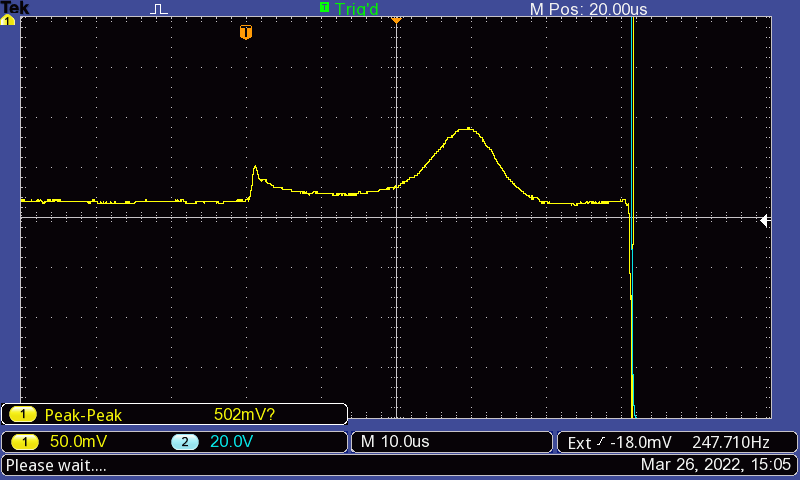 Tek T Trig'd M Pos: 20.00us
1
T
1 Peak-Peak 502mV?
1 50.0mV 2 20.0V M 10.0us Ext -18.0mV 247.710Hz
Please wait.... Mar 26, 2022, 15:05